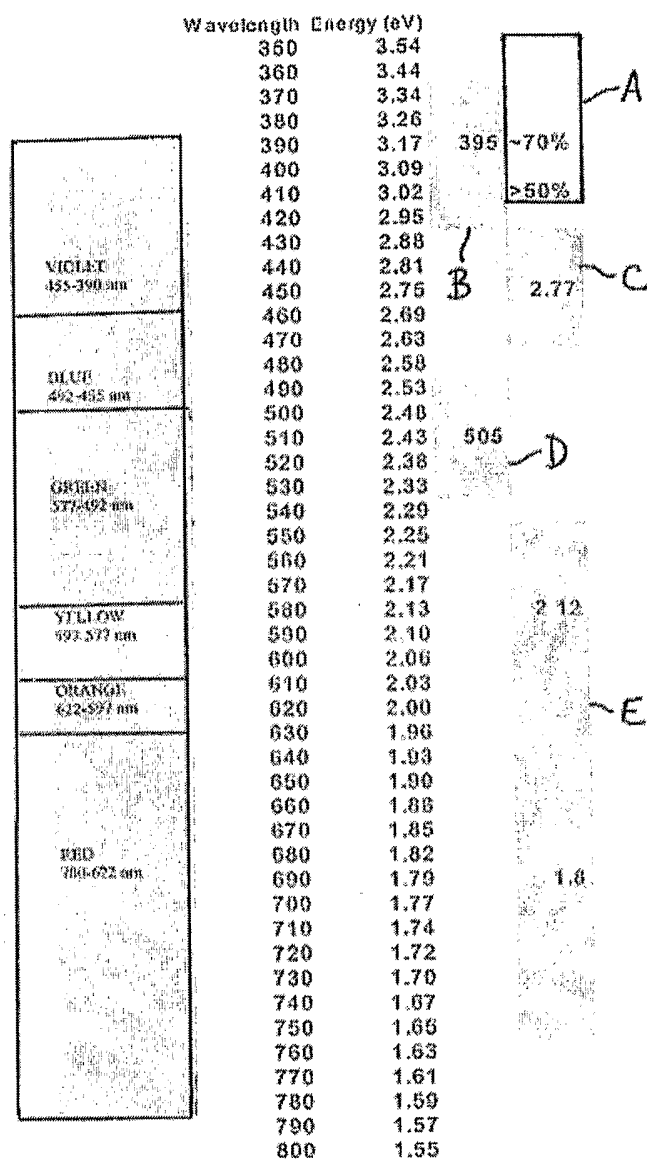 VIOLET
455-390 nm
BLUE
492-455 nm
GREEN
577-492 nm
YELLOW
597-577 nm
ORANGE
622-597 nm
RED
780-622 nm
Wavelength Energy (eV)
350 3.54
360 3.44
370 3.34
380 3.26
390 3.17
400 3.09
410 3.02
420 2.95
430 2.88
440 2.81
450 2.75
460 2.69
470 2.63
480 2.58
490 2.53
500 2.48
510 2.43
520 2.38
530 2.33
540 2.29
550 2.25
560 2.21
570 2.17
580 2.13
590 2.10
600 2.06
610 2.03
620 2.00
630 1.96
640 1.93
650 1.90
660 1.88
670 1.85
680 1.82
690 1.79
700 1.77
710 1.74
720 1.72
730 1.70
740 1.67
750 1.65
760 1.63
770 1.61
780 1.59
790 1.57
800 1.55
A
395 ~70%
>50%
B
2.77 C
505
D
2.12
E
1.8